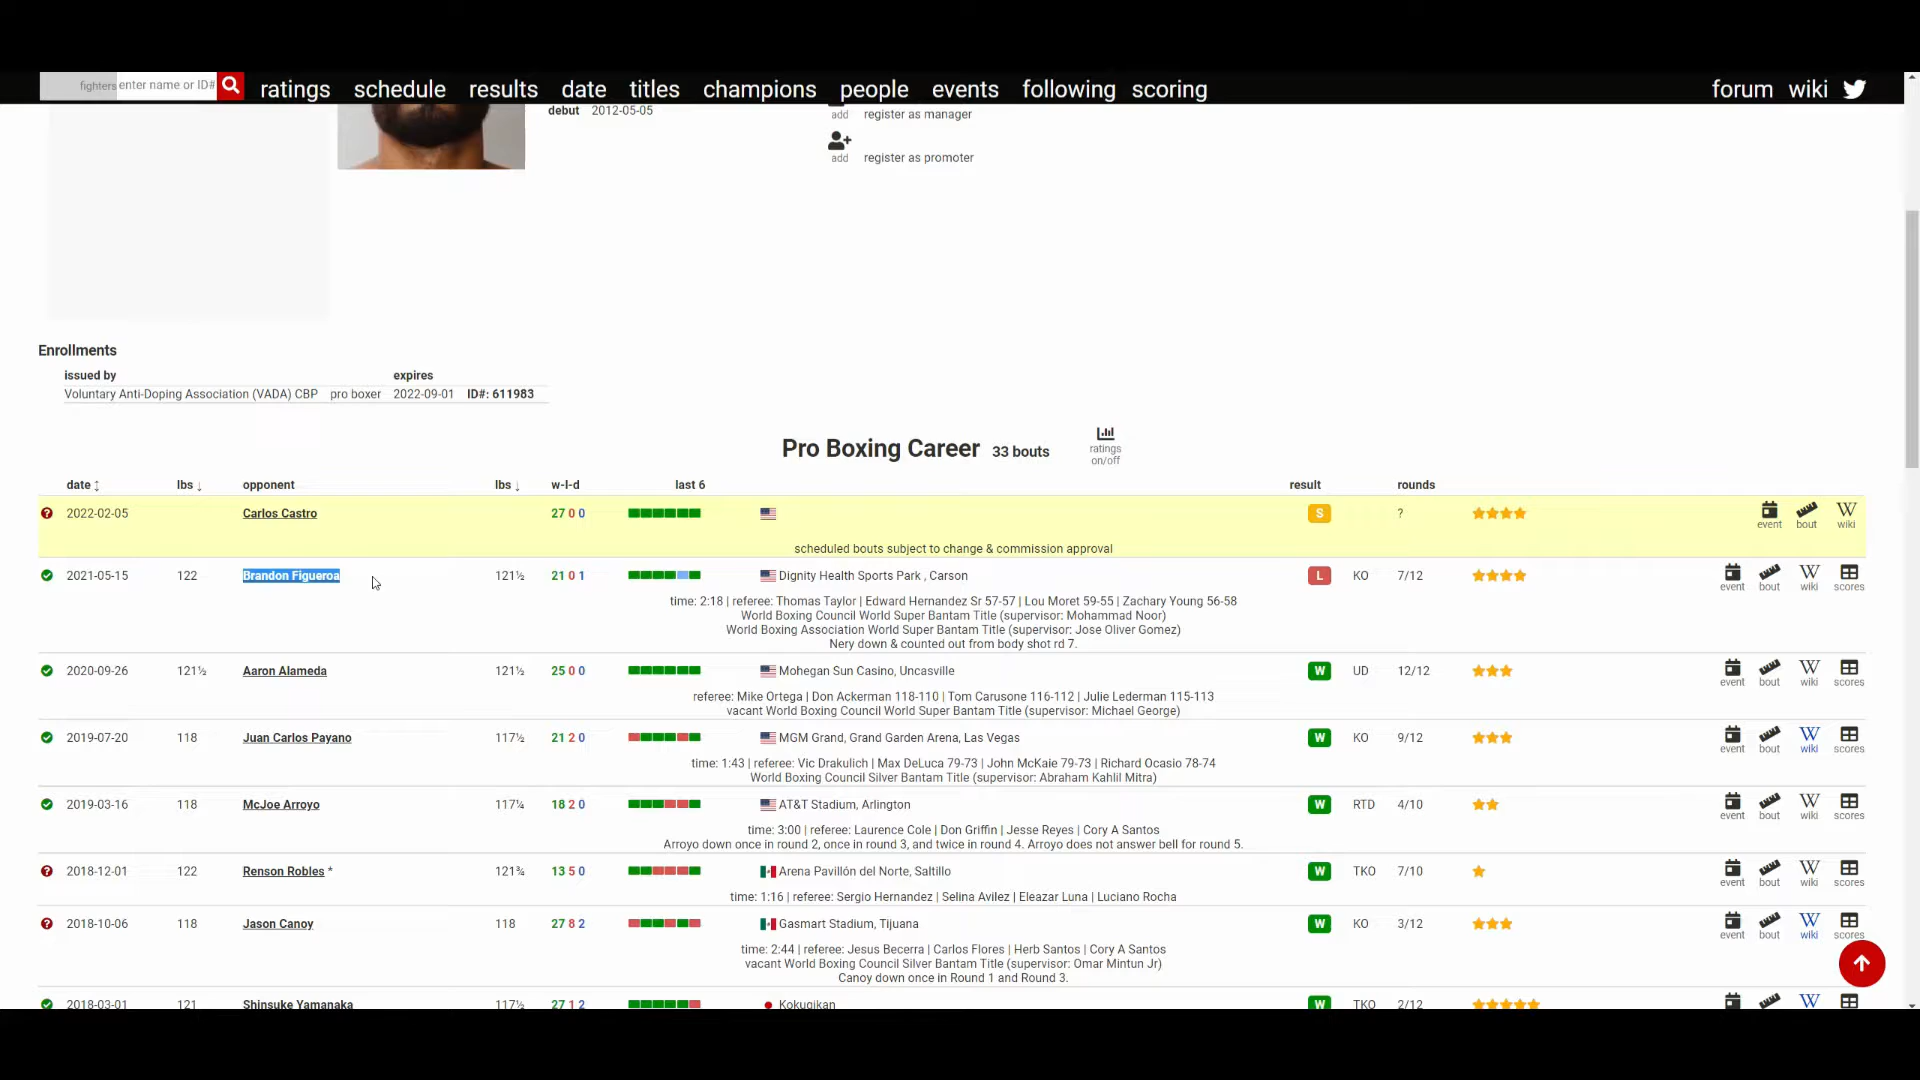 fighters enter name or ID# ratings schedule results date titles champions people events following scoring forum wiki
debut 2012-05-05
add register as manager
add register as promoter
Enrollments
issued by expires
Voluntary Anti-Doping Association (VADA) CBP pro boxer 2022-09-01 ID#: 611983
Pro Boxing Career 33 bouts
ratings
on/off
date lbs opponent lbs w-l-d last 6 result rounds
2022-02-05 Carlos Castro 27 0 0 S ? event bout W wiki
scheduled bouts subject to change & commission approval
2021-05-15 122 Brandon Figueroa 121½ 21 0 1 Dignity Health Sports Park , Carson L KO 7/12 event bout W wiki scores
time: 2:18 | referee: Thomas Taylor | Edward Hernandez Sr 57-57 | Lou Moret 59-55 | Zachary Young 56-58
World Boxing Council World Super Bantam Title (supervisor: Mohammad Noor)
World Boxing Association World Super Bantam Title (supervisor: Jose Oliver Gomez)
Nery down & counted out from body shot rd 7.
2020-09-26 121½ Aaron Alameda 121½ 25 0 0 Mohegan Sun Casino, Uncasville W UD 12/12 event bout W wiki scores
referee: Mike Ortega | Don Ackerman 118-110 | Tom Carusone 116-112 | Julie Lederman 115-113
vacant World Boxing Council World Super Bantam Title (supervisor: Michael George)
2019-07-20 118 Juan Carlos Payano 117½ 21 2 0 MGM Grand, Grand Garden Arena, Las Vegas W KO 9/12 event bout W wiki scores
time: 1:43 | referee: Vic Drakulich | Max DeLuca 79-73 | John McKaie 79-73 | Richard Ocasio 78-74
World Boxing Council Silver Bantam Title (supervisor: Abraham Kahlil Mitra)
2019-03-16 118 McJoe Arroyo 117¼ 18 2 0 AT&T Stadium, Arlington W RTD 4/10 event bout W wiki scores
time: 3:00 | referee: Laurence Cole | Don Griffin | Jesse Reyes | Cory A Santos
Arroyo down once in round 2, once in round 3, and twice in round 4. Arroyo does not answer bell for round 5.
2018-12-01 122 Renson Robles * 121¾ 13 5 0 Arena Pavillón del Norte, Saltillo W TKO 7/10 event bout W wiki scores
time: 1:16 | referee: Sergio Hernandez | Selina Avilez | Eleazar Luna | Luciano Rocha
2018-10-06 118 Jason Canoy 118 27 8 2 Gasmart Stadium, Tijuana W KO 3/12 event bout W wiki scores
time: 2:44 | referee: Jesus Becerra | Carlos Flores | Herb Santos | Cory A Santos
vacant World Boxing Council Silver Bantam Title (supervisor: Omar Mintun Jr)
Canoy down once in Round 1 and Round 3.
2018-03-01 121 Shinsuke Yamanaka 117½ 27 1 2 Kokugikan W TKO 2/12 W